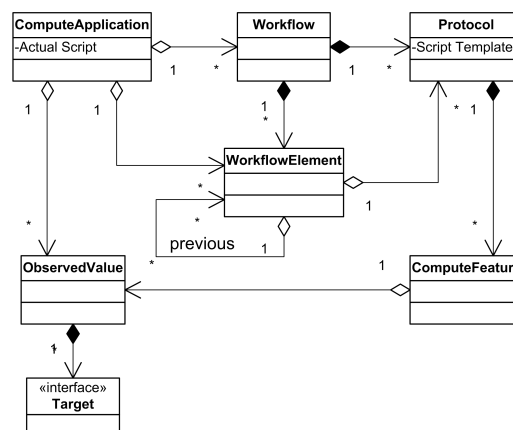 ComputeApplication
-Actual Script
Workflow
Protocol
-Script Template
1
*
1
*
1
1
1
*
*
1
WorkflowElement
*
*
1
*
previous
1
*
*
ObservedValue
1
ComputeFeature
1
*
«interface»
Target